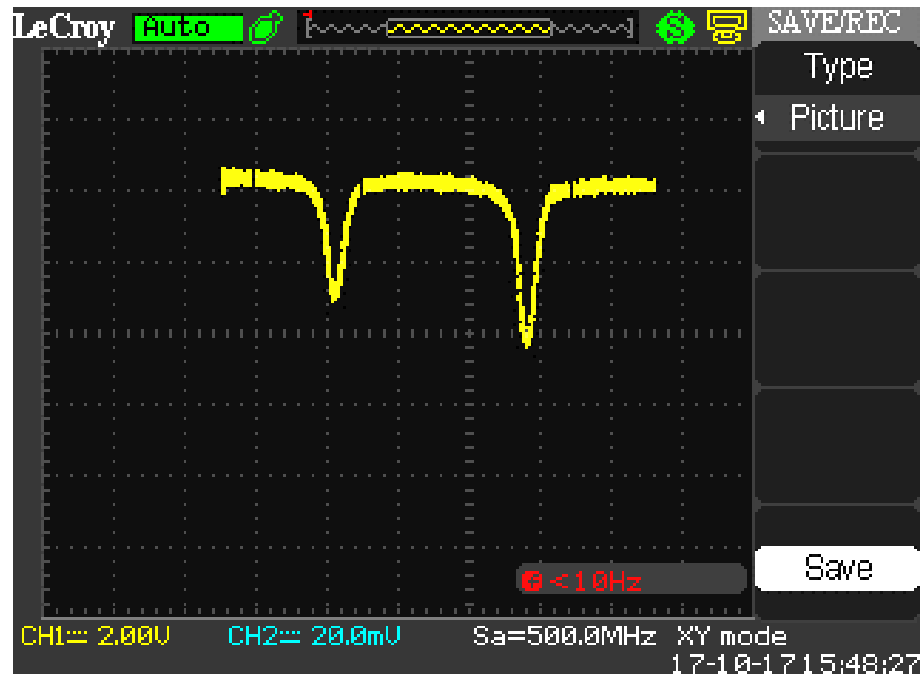 LeCroy Auto S SAVE/REC
Type
Picture
Save
F <10Hz
CH1 2.00V CH2 20.0mV Sa=500.0MHz XY mode
17-10-17 15:48:27